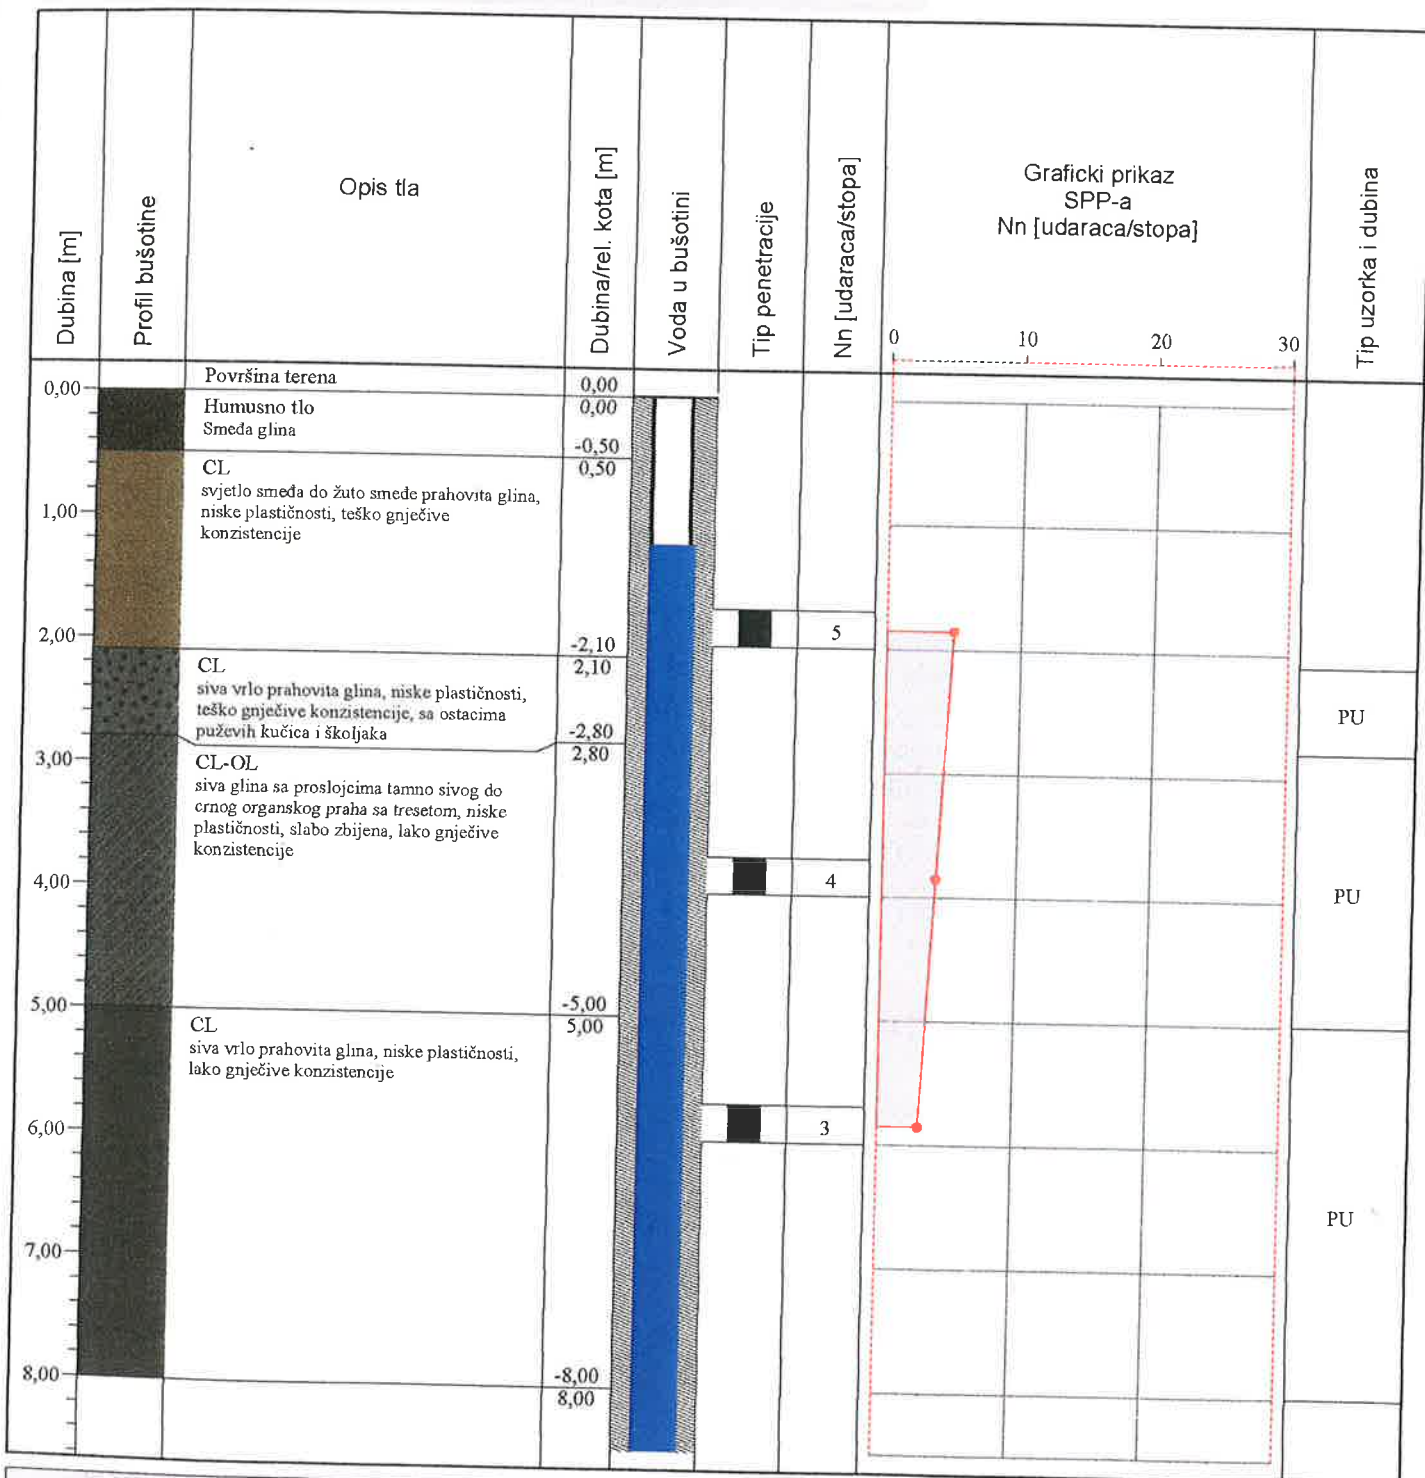 Dubina [m]
Profil bušotine
Opis tla
Dubina/rel. kota [m]
Voda u bušotini
Tip penetracije
Nn [udaraca/stopa]
Graficki prikaz
SPP-a
Nn [udaraca/stopa]
0 10 20 30
Tip uzorka i dubina
0,00
Površina terena
0,00
Humusno tlo
0,00
Smeđa glina
-0,50
CL
0,50
svjetlo smeđa do žuto smeđe prahovita glina,
niske plastičnosti, teško gnječive
konzistencije
1,00
2,00
5
-2,10
CL
2,10
siva vrlo prahovita glina, niske plastičnosti,
teško gnječive konzistencije, sa ostacima
puževih kučica i školjaka
-2,80
PU
3,00
CL-OL
2,80
siva glina sa proslojcima tamno sivog do
crnog organskog praha sa tresetom, niske
plastičnosti, slabo zbijena, lako gnječive
konzistencije
4,00
4
PU
5,00
-5,00
CL
5,00
siva vrlo prahovita glina, niske plastičnosti,
lako gnječive konzistencije
6,00
3
PU
7,00
8,00
-8,00
8,00